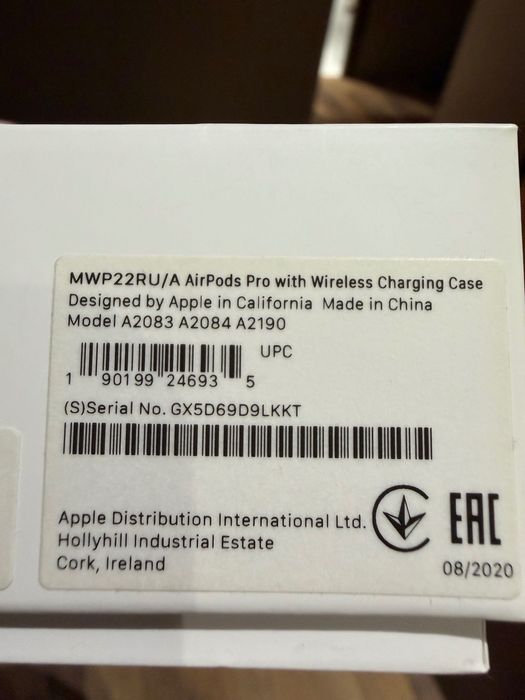 MWP22RU/A AirPods Pro with Wireless Charging Case
Designed by Apple in California Made in China
Model A2083 A2084 A2190
UPC
1 90199 24693 5
(S)Serial No. GX5D69D9LKKT
Apple Distribution International Ltd.
Hollyhill Industrial Estate
Cork, Ireland
EAC
08/2020